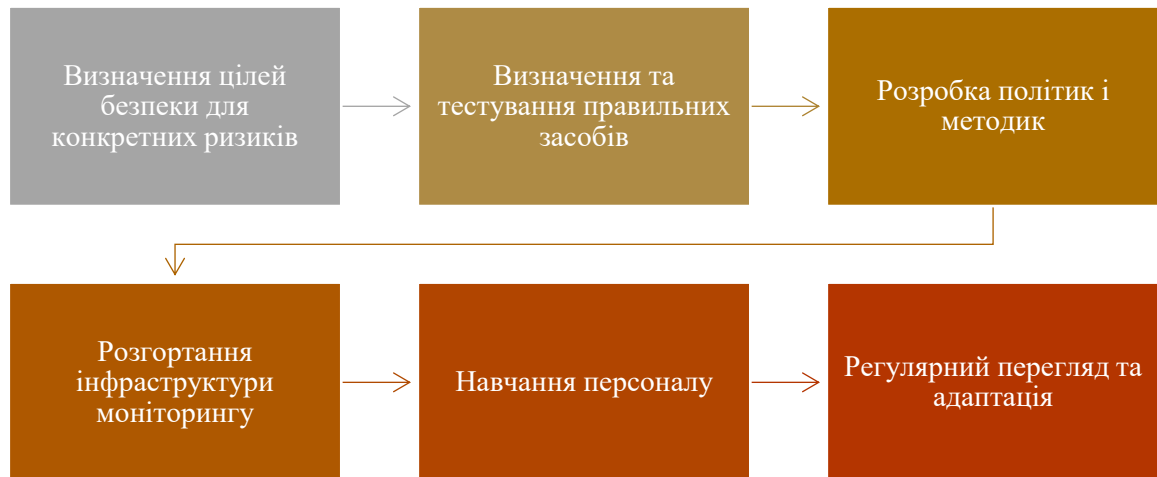 Визначення цілей
безпеки для
конкретних ризиків
Визначення та
тестування правильних
засобів
Розробка політик і
методик
Розгортання
інфраструктури
моніторингу
Навчання персоналу
Регулярний перегляд та
адаптація